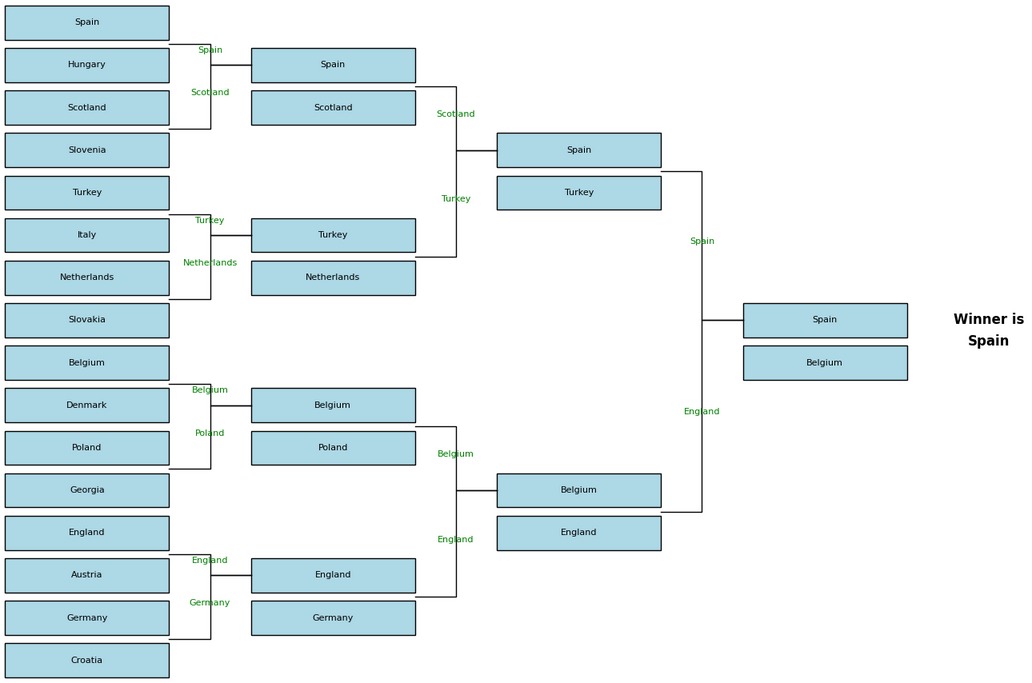 Spain
Hungary
Scotland
Slovenia
Turkey
Italy
Netherlands
Slovakia
Belgium
Denmark
Poland
Georgia
England
Austria
Germany
Croatia
Spain
Scotland
Turkey
Netherlands
Belgium
Poland
England
Germany
Spain
Scotland
Turkey
Netherlands
Belgium
Poland
England
Germany
Scotland
Turkey
Belgium
England
Spain
Turkey
Belgium
England
Spain
England
Spain
Belgium
Winner is
Spain